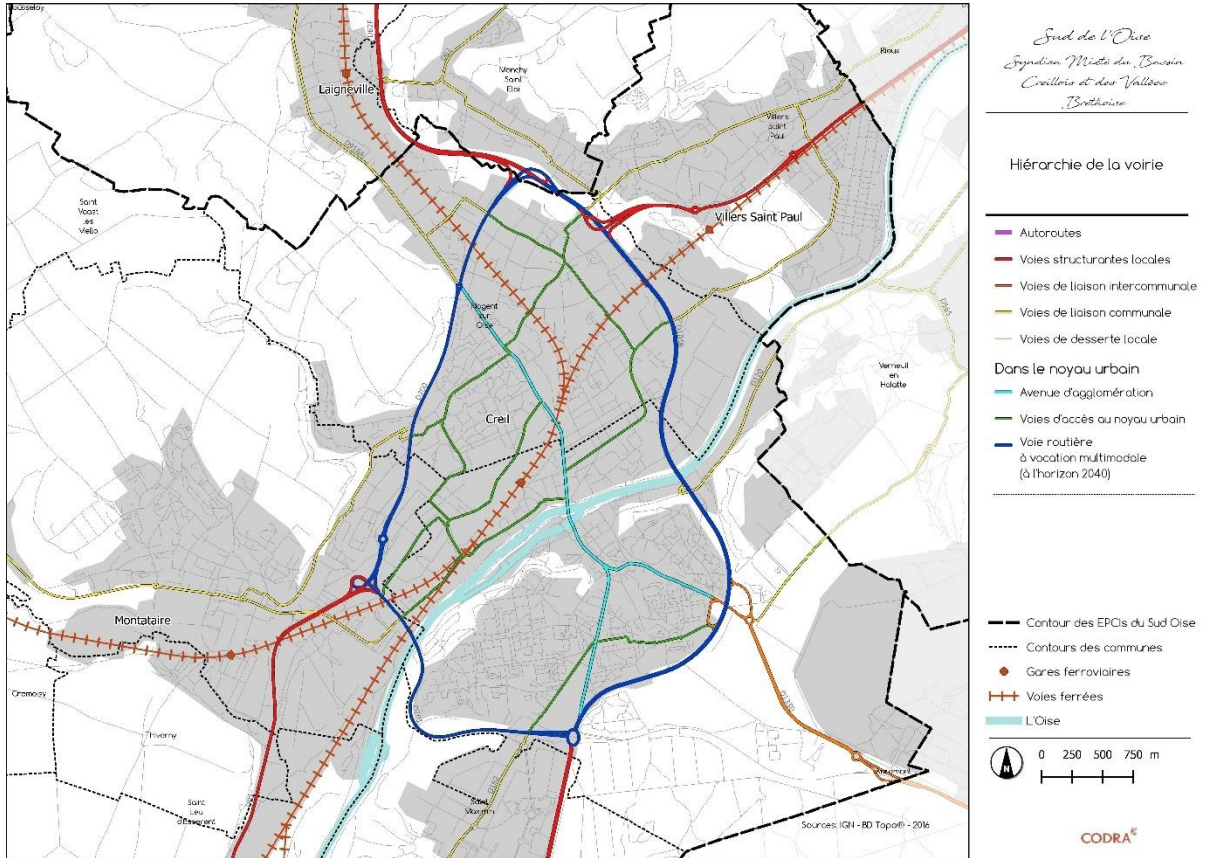 Laigneville
Monchy
Saint
Eloi
Rieux
Villers
Saint
Paul
Saint
Vaast
les
Mello
Villers Saint Paul
Nogent
sur
Oise
D100
Creil
Verneuil
en
Halatte
Montataire
Cramoisy
Thiverny
Saint
Leu
d'Esserent
Saint
Maximin
D1330
Sources: IGN - BD Topo® - 2016
Sud de l'Oise
Syndicat Mixte du Bassin
Creillois et des Vallées
Bréthoise
Hiérarchie de la voirie
Autoroutes
Voies structurantes locales
Voies de liaison intercommunale
Voies de liaison communale
Voies de desserte locale
Dans le noyau urbain
Avenue d'agglomération
Voies d'accès au noyau urbain
Voie routière
à vocation multimodale
(à l'horizon 2040)
Contour des EPCIs du Sud Oise
Contours des communes
Gares ferroviaires
Voies ferrées
L'Oise
N
0 250 500 750 m
CODRA